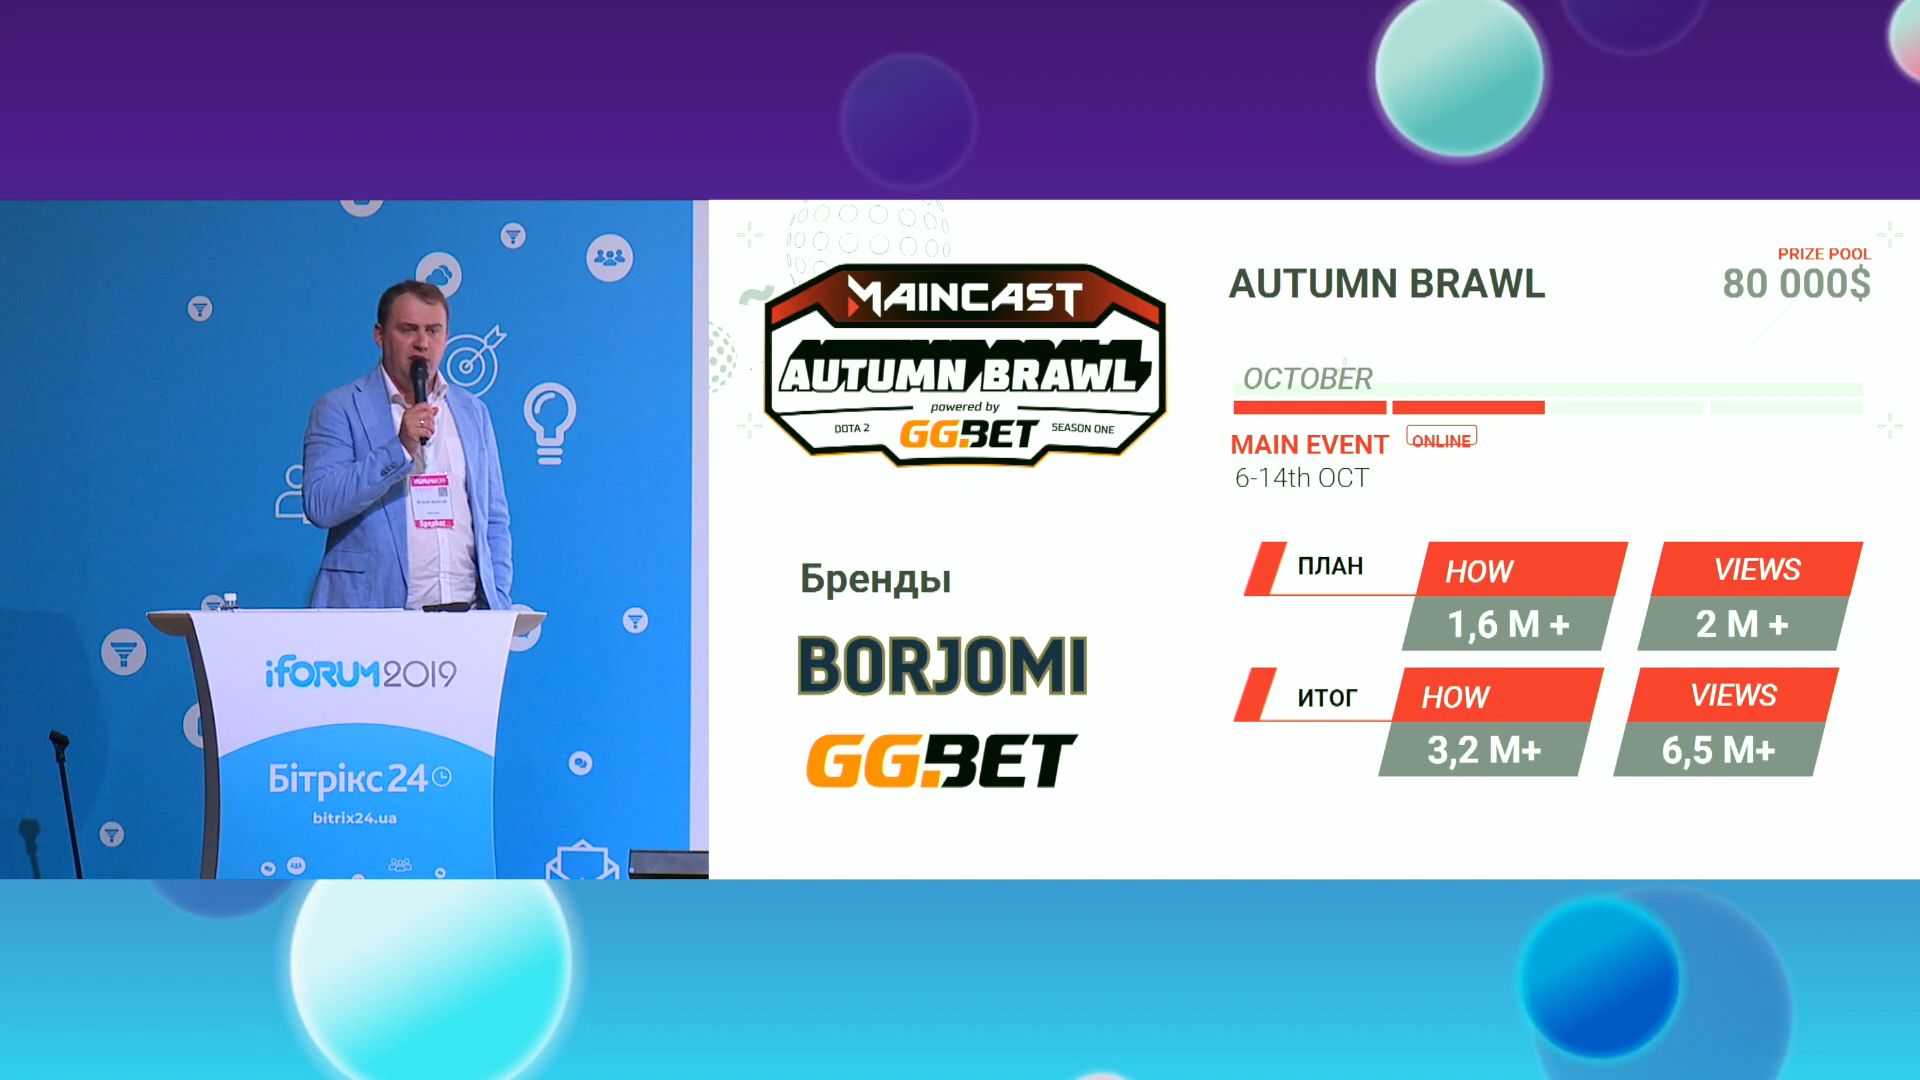 iFORUM2019
Бітрікс24
bitrix24.ua
Speaker
MAINCAST
AUTUMN BRAWL
powered by
DOTA 2
GG.BET
SEASON ONE
Бренды
BORJOMI
GG.BET
AUTUMN BRAWL
PRIZE POOL
80 000$
OCTOBER
MAIN EVENT ONLINE
6-14th OCT
ПЛАН HOW VIEWS
1,6 M + 2 M +
ИТОГ HOW VIEWS
3,2 M+ 6,5 M+